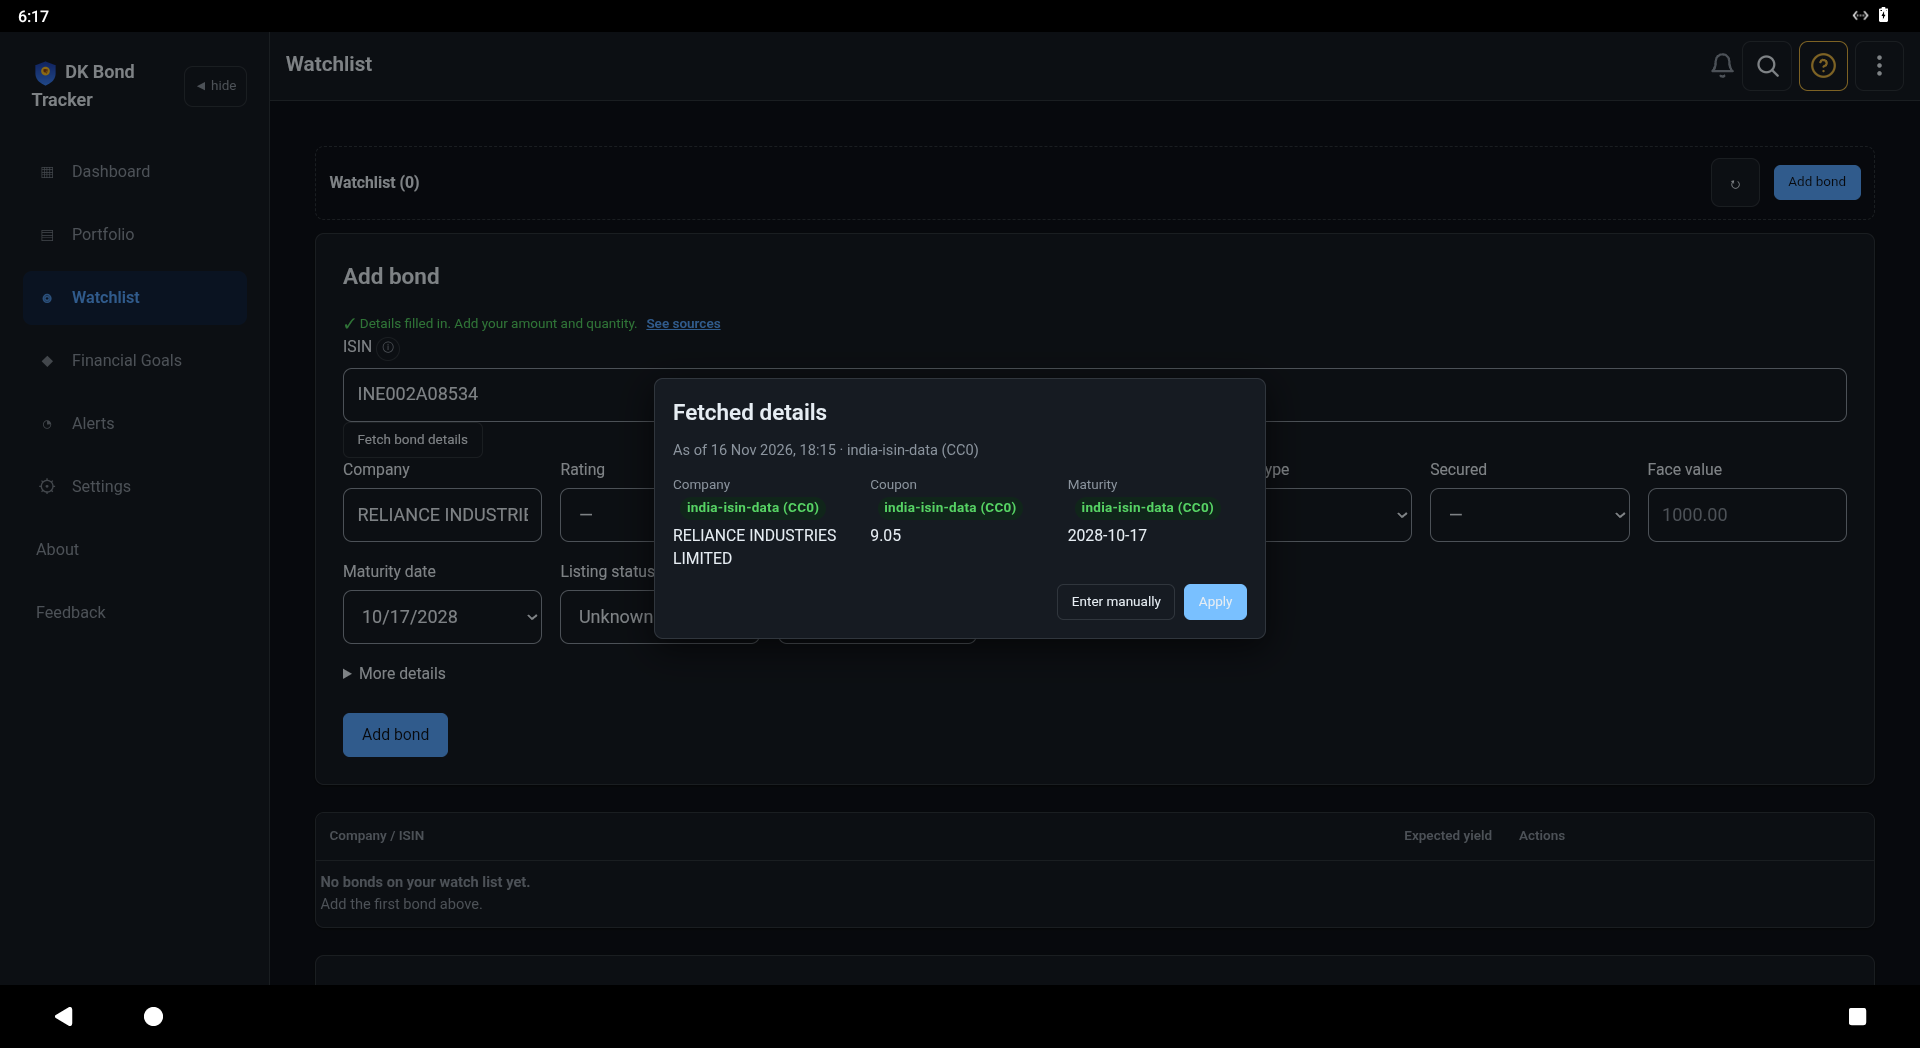 6:17
DK Bond
Tracker
◄ hide
Watchlist
Dashboard
Portfolio
Watchlist
Financial Goals
Alerts
Settings
About
Feedback
Watchlist (0)
Add bond
Add bond
✓ Details filled in. Add your amount and quantity. See sources
ISIN
INE002A08534
Fetch bond details
Company
Rating
ype
Secured
Face value
RELIANCE INDUSTRIE
—
—
1000.00
Maturity date
Listing status
10/17/2028
Unknown
▶ More details
Add bond
Fetched details
As of 16 Nov 2026, 18:15 · india-isin-data (CC0)
Company
Coupon
Maturity
india-isin-data (CC0)
india-isin-data (CC0)
india-isin-data (CC0)
RELIANCE INDUSTRIES
LIMITED
9.05
2028-10-17
Enter manually
Apply
Company / ISIN
Expected yield
Actions
No bonds on your watch list yet.
Add the first bond above.